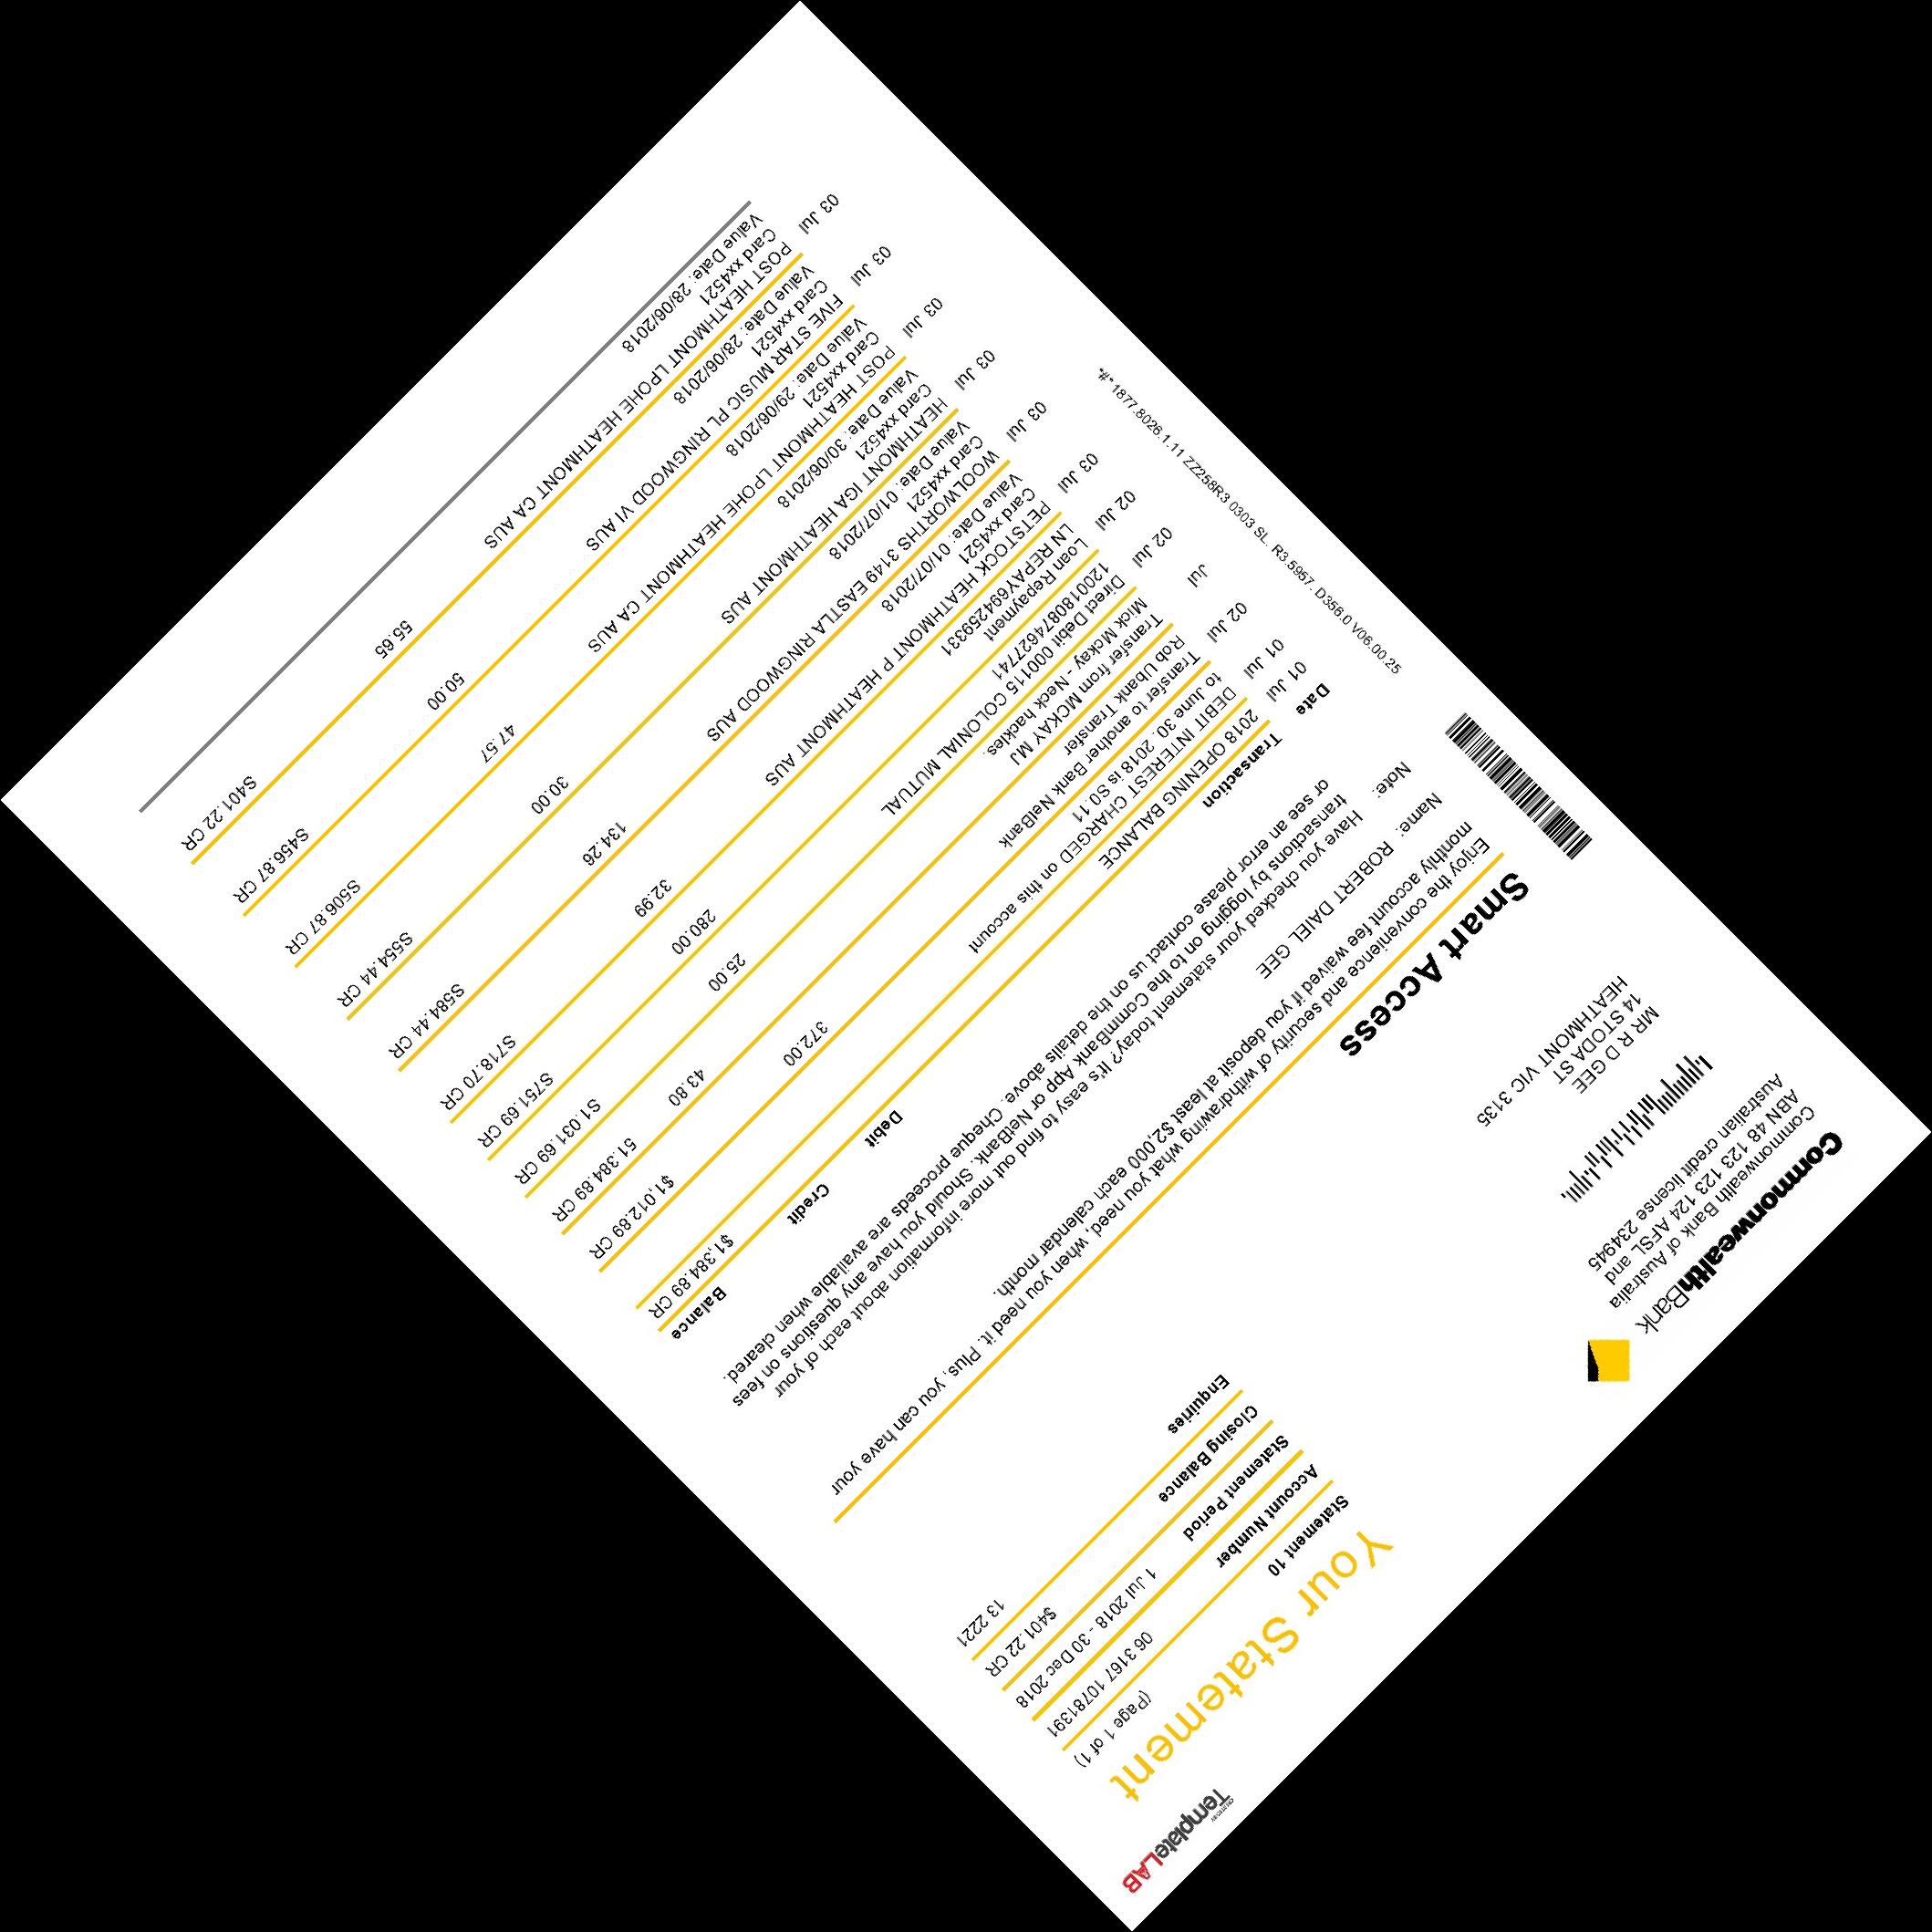 CREATED BY
TemplateLAB
CommonwealthBank
Commonwealth Bank of Australia
ABN 48 123 123 124 AFSL and
Australian credit license 234945
Your Statement
Statement 10 (Page 1 of 1)
Account Number 06 3167 10781391
Statement Period 1 Jul 2018 - 30 Dec 2018
Closing Balance $401.22 CR
Enquiries 13 2221
MR R D GEE
14 STODA ST
HEATHMONT VIC 3135
Smart Access
Enjoy the convenience and security of withdrawing what you need, when you need it. Plus, you can have your
monthly account fee waived if you deposit at least $2,000 each calendar month.
Name: ROBERT DAIEL GEE
Note: Have you checked your statement today? It's easy to find out more information about each of your
transactions by logging on to the CommBank App or NetBank. Should you have any questions on fees
or see an error please contact us on the details above. Cheque proceeds are available when cleared.
*#* 1877.8026.1.11 ZZ258R3 0303 SL. R3.5957. D356.0 V06.00.25
Date Transaction Debit Credit Balance
01 Jul 2018 OPENING BALANCE $1,384.89 CR
01 Jul DEBIT INTEREST CHARGED on this account
to June 30, 2018 is S0.11
02 Jul Transfer to another Bank NetBank
Rob Ubank Transfer 372.00 $1,012.89 CR
Jul Transfer from MCKAY MJ
Mick Mckay - Neck hackies. 43.80 51.384.89 CR
02 Jul Direct Debit 000115 COLONIAL MUTUAL
1200180874627741 25.00 S1.031.69 CR
02 Jul Loan Repayment
LN REPAY694259331 280.00 S751.69 CR
03 Jul PETSTOCK HEATHMONT P HEATHMONT AUS
Card xx4521
Value Date: 01/07/2018 32.99 S718.70 CR
03 Jul WOOLWORTHS 3149 EASTLA RINGWOOD AUS
Card xx4521
Value Date: 01/07/2018 134.26 S584.44 CR
03 Jul HEATHMONT IGA HEATHMONT AUS
Card xx4521
Value Date: 30/06/2018 30.00 S554.44 CR
03 Jul POST HEATHMONT LPOHE HEATHMONT CA AUS
Card xx4521
Value Date: 29/06/2018 47.57 S506.87 CR
03 Jul FIVE STAR MUSIC PL RINGWOOD VI AUS
Card xx4521
Value Date: 28/06/2018 50.00 S456.87 CR
03 Jul POST HEATHMONT LPOHE HEATHMONT CA AUS
Card xx4521
Value Date: 28/06/2018 55.65 S401.22 CR